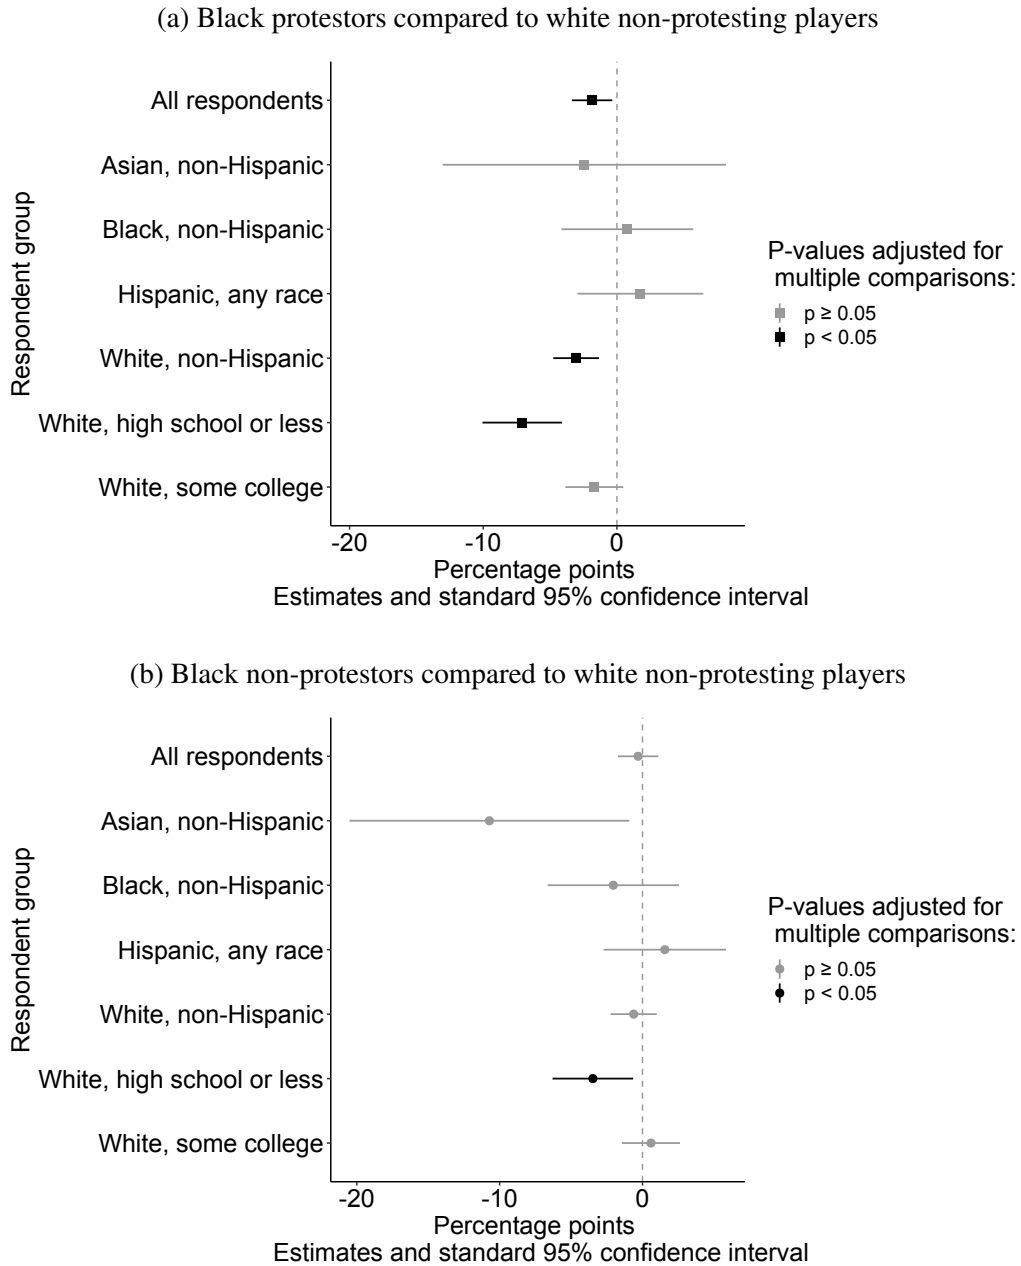 (a) Black protestors compared to white non-protesting players
Respondent group
All respondents
Asian, non-Hispanic
Black, non-Hispanic
Hispanic, any race
White, non-Hispanic
White, high school or less
White, some college
-20 -10 0
Percentage points
Estimates and standard 95% confidence interval
P-values adjusted for
multiple comparisons:
p ≥ 0.05
p < 0.05
(b) Black non-protestors compared to white non-protesting players
Respondent group
All respondents
Asian, non-Hispanic
Black, non-Hispanic
Hispanic, any race
White, non-Hispanic
White, high school or less
White, some college
-20 -10 0
Percentage points
Estimates and standard 95% confidence interval
P-values adjusted for
multiple comparisons:
p ≥ 0.05
p < 0.05